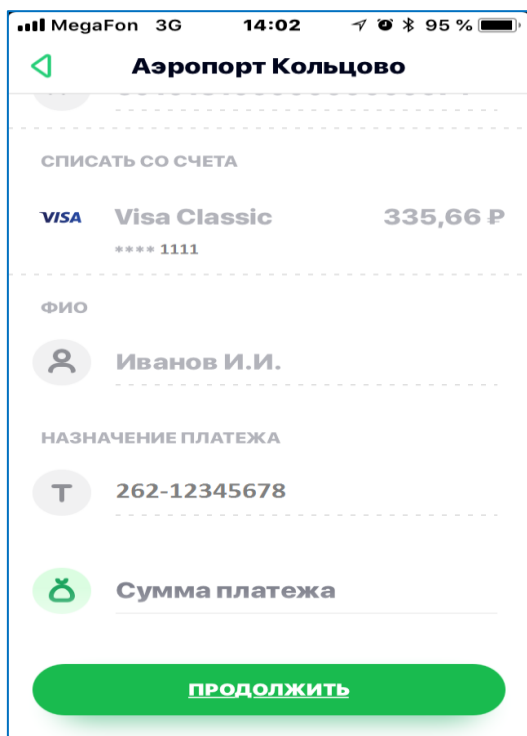 MegaFon 3G 14:02 95 %
Аэропорт Кольцово
СПИСАТЬ СО СЧЕТА
VISA Visa Classic 335,66 ₽
**** 1111
ФИО
Иванов И.И.
НАЗНАЧЕНИЕ ПЛАТЕЖА
T 262-12345678
Сумма платежа
ПРОДОЛЖИТЬ